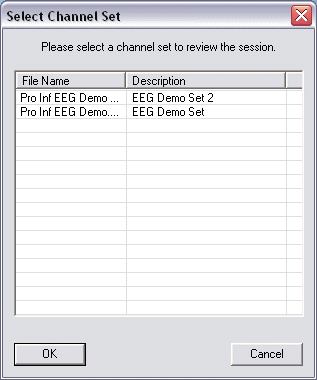 Select Channel Set
Please select a channel set to review the session.
File Name Description
Pro Inf EEG Demo ... EEG Demo Set 2
Pro Inf EEG Demo.... EEG Demo Set
OK Cancel